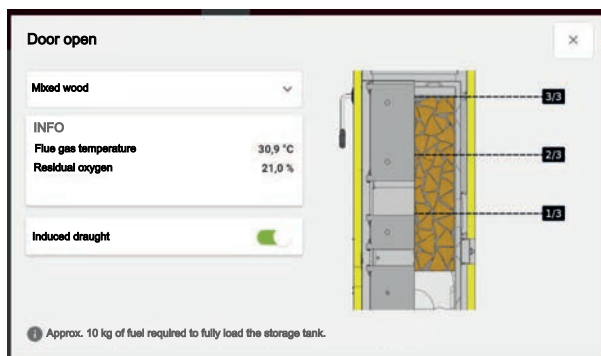 Door open
Mixed wood
INFO
Flue gas temperature 30,9 °C
Residual oxygen 21,0 %
Induced draught
3/3
2/3
1/3
Approx. 10 kg of fuel required to fully load the storage tank.